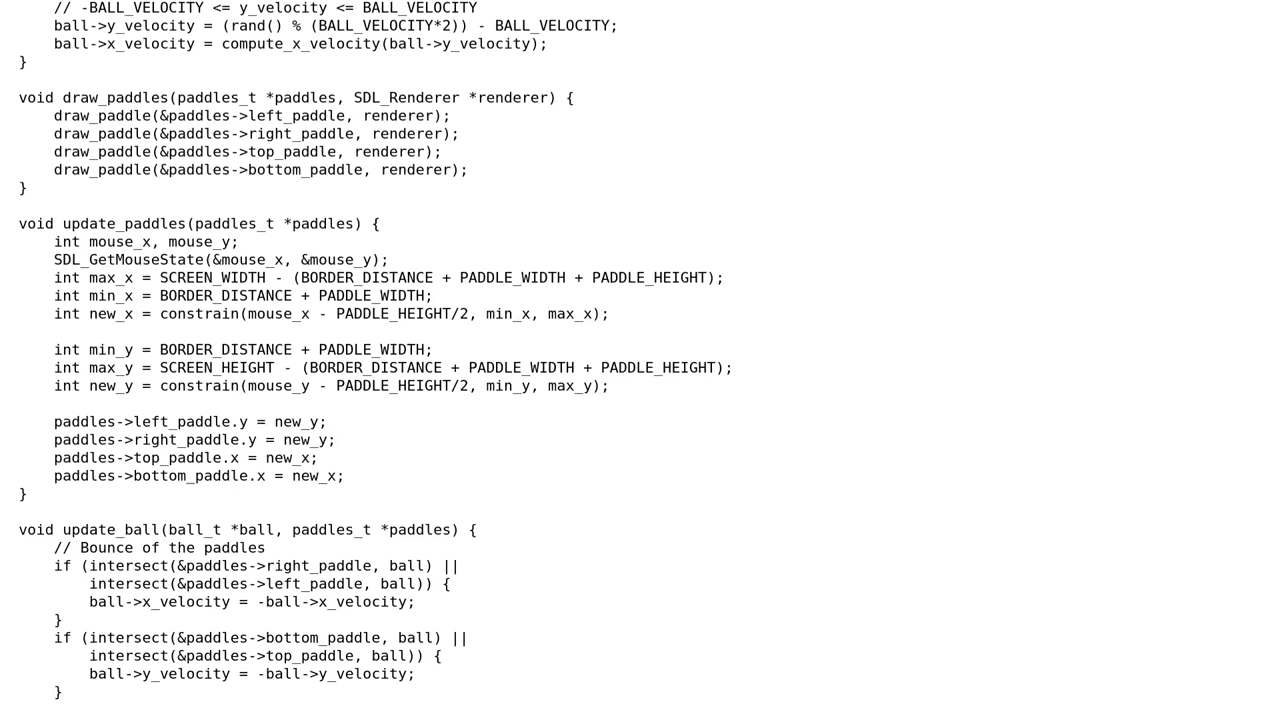 // -BALL_VELOCITY <= y_velocity <= BALL_VELOCITY
    ball->y_velocity = (rand() % (BALL_VELOCITY*2)) - BALL_VELOCITY;
    ball->x_velocity = compute_x_velocity(ball->y_velocity);
}

void draw_paddles(paddles_t *paddles, SDL_Renderer *renderer) {
    draw_paddle(&paddles->left_paddle, renderer);
    draw_paddle(&paddles->right_paddle, renderer);
    draw_paddle(&paddles->top_paddle, renderer);
    draw_paddle(&paddles->bottom_paddle, renderer);
}

void update_paddles(paddles_t *paddles) {
    int mouse_x, mouse_y;
    SDL_GetMouseState(&mouse_x, &mouse_y);
    int max_x = SCREEN_WIDTH - (BORDER_DISTANCE + PADDLE_WIDTH + PADDLE_HEIGHT);
    int min_x = BORDER_DISTANCE + PADDLE_WIDTH;
    int new_x = constrain(mouse_x - PADDLE_HEIGHT/2, min_x, max_x);

    int min_y = BORDER_DISTANCE + PADDLE_WIDTH;
    int max_y = SCREEN_HEIGHT - (BORDER_DISTANCE + PADDLE_WIDTH + PADDLE_HEIGHT);
    int new_y = constrain(mouse_y - PADDLE_HEIGHT/2, min_y, max_y);

    paddles->left_paddle.y = new_y;
    paddles->right_paddle.y = new_y;
    paddles->top_paddle.x = new_x;
    paddles->bottom_paddle.x = new_x;
}

void update_ball(ball_t *ball, paddles_t *paddles) {
    // Bounce of the paddles
    if (intersect(&paddles->right_paddle, ball) ||
        intersect(&paddles->left_paddle, ball)) {
        ball->x_velocity = -ball->x_velocity;
    }
    if (intersect(&paddles->bottom_paddle, ball) ||
        intersect(&paddles->top_paddle, ball)) {
        ball->y_velocity = -ball->y_velocity;
    }